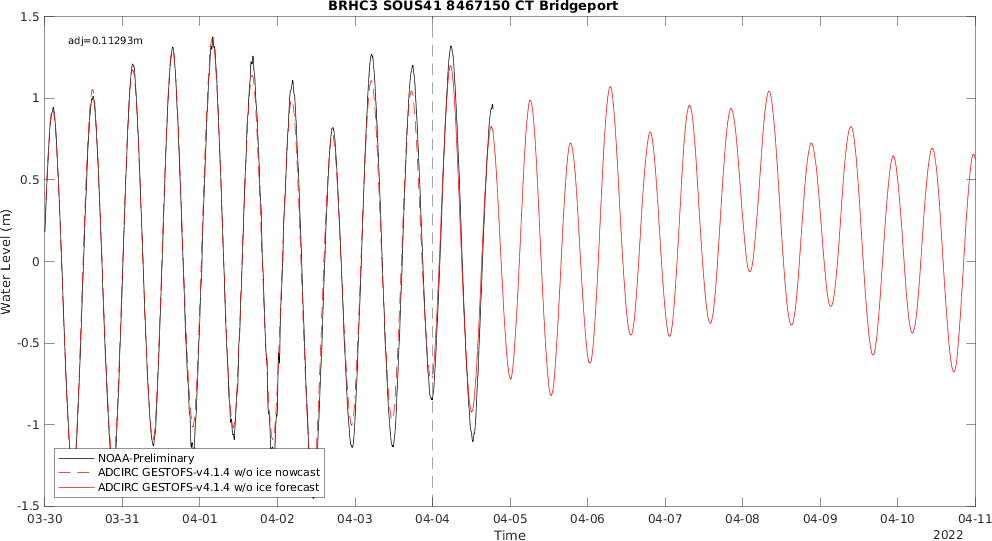 BRHC3 SOUS41 8467150 CT Bridgeport
adj=0.11293m
1.5
1
0.5
0
-0.5
-1
-1.5
Water Level (m)
NOAA-Preliminary
ADCIRC GESTOFS-v4.1.4 w/o ice nowcast
ADCIRC GESTOFS-v4.1.4 w/o ice forecast
03-30 03-31 04-01 04-02 04-03 04-04 04-05 04-06 04-07 04-08 04-09 04-10 04-11
Time
2022